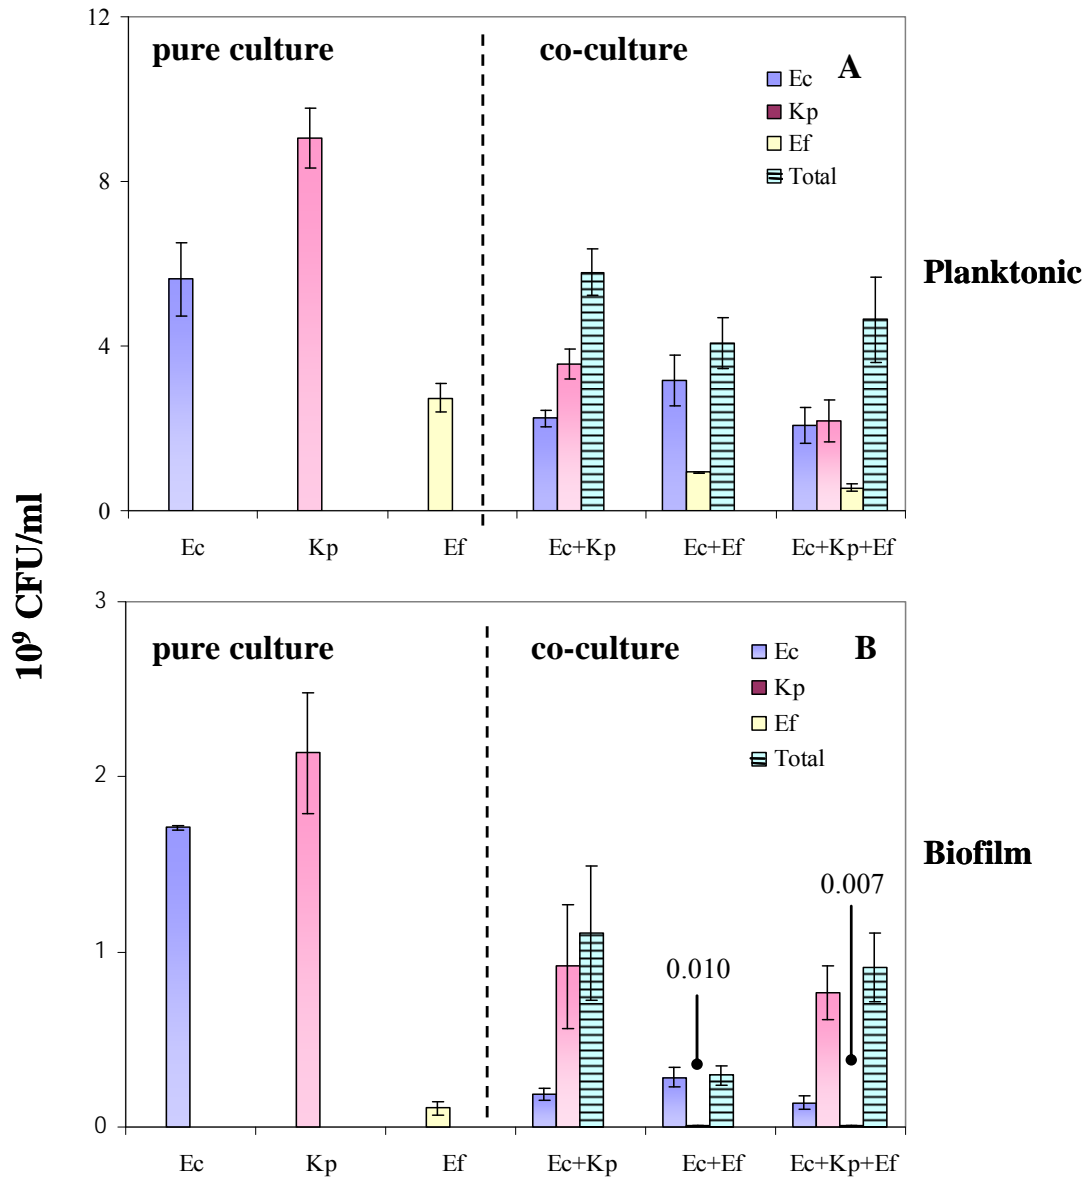 12
pure culture
co-culture
A
Ec
Kp
Ef
Total
8
4
0
Planktonic
Ec
Kp
Ef
Ec+Kp
Ec+Ef
Ec+Kp+Ef
10⁹ CFU/ml
3
pure culture
co-culture
B
Ec
Kp
Ef
Total
2
1
0
Biofilm
0.007
0.010
Ec
Kp
Ef
Ec+Kp
Ec+Ef
Ec+Kp+Ef